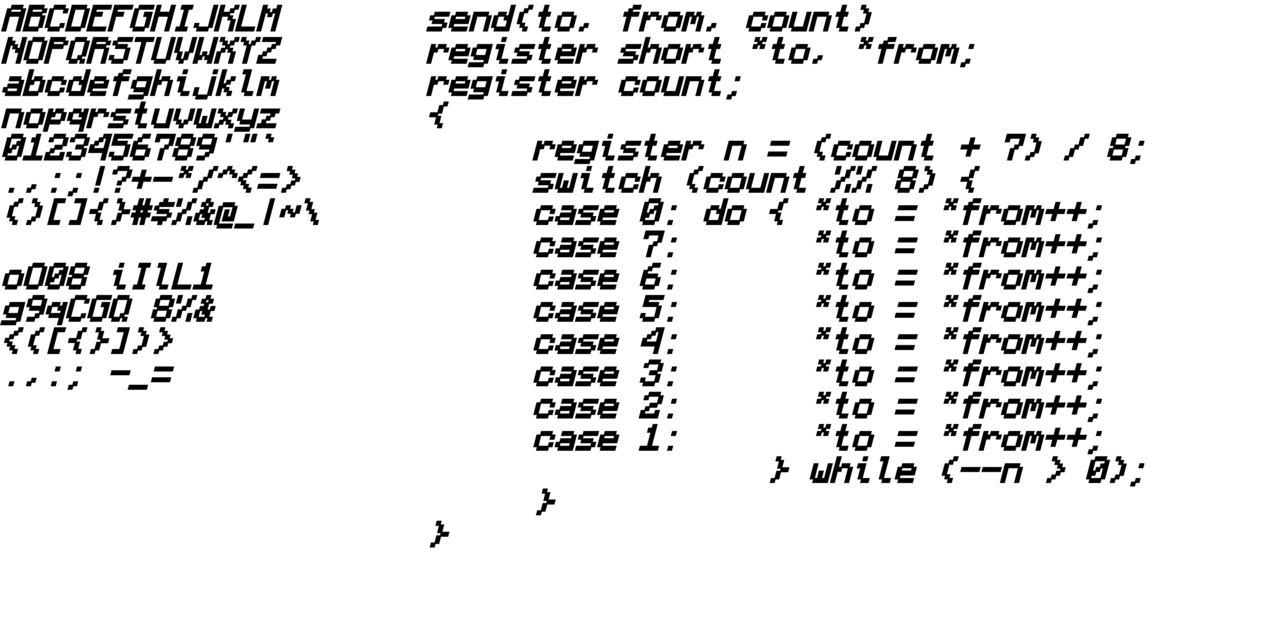 ABCDEFGHIJKLM
NOPQRSTUVWXYZ
abcdefghijklm
nopqrstuvwxyz
0123456789'"`
.,:;!?+-*/^<=>
()[]{}#$%&@_|~\
oO08 iIlL1
g9qCGQ 8%&
<([{}])>
.,:; -_=
send(to, from, count)
register short *to, *from;
register count;
{
register n = (count + 7) / 8;
switch (count %% 8) {
case 0: do { *to = *from++;
case 7: *to = *from++;
case 6: *to = *from++;
case 5: *to = *from++;
case 4: *to = *from++;
case 3: *to = *from++;
case 2: *to = *from++;
case 1: *to = *from++;
} while (--n > 0);
}
}